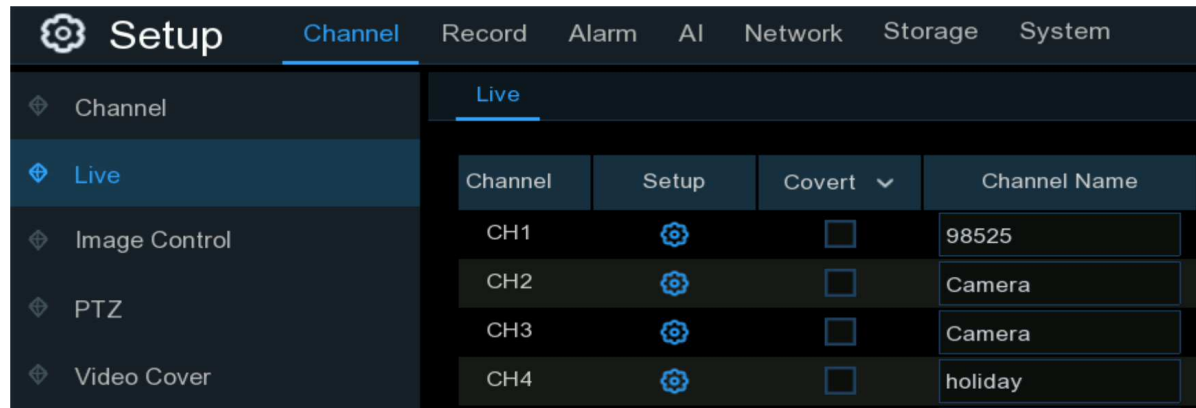 Setup Channel Record Alarm AI Network Storage System
Channel
Live
Image Control
PTZ
Video Cover
Live
Channel Setup Covert Channel Name
CH1 98525
CH2 Camera
CH3 Camera
CH4 holiday